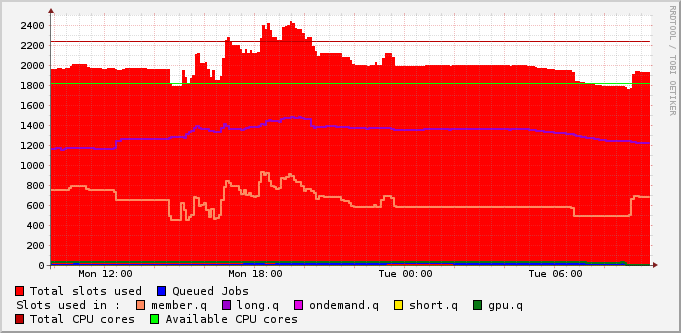 RRDTOOL / TOBI OETIKER
2400
2200
2000
1800
1600
1400
1200
1000
800
600
400
200
0
Mon 12:00 Mon 18:00 Tue 00:00 Tue 06:00
Total slots used Queued Jobs
Slots used in : member.q long.q ondemand.q short.q gpu.q
Total CPU cores Available CPU cores